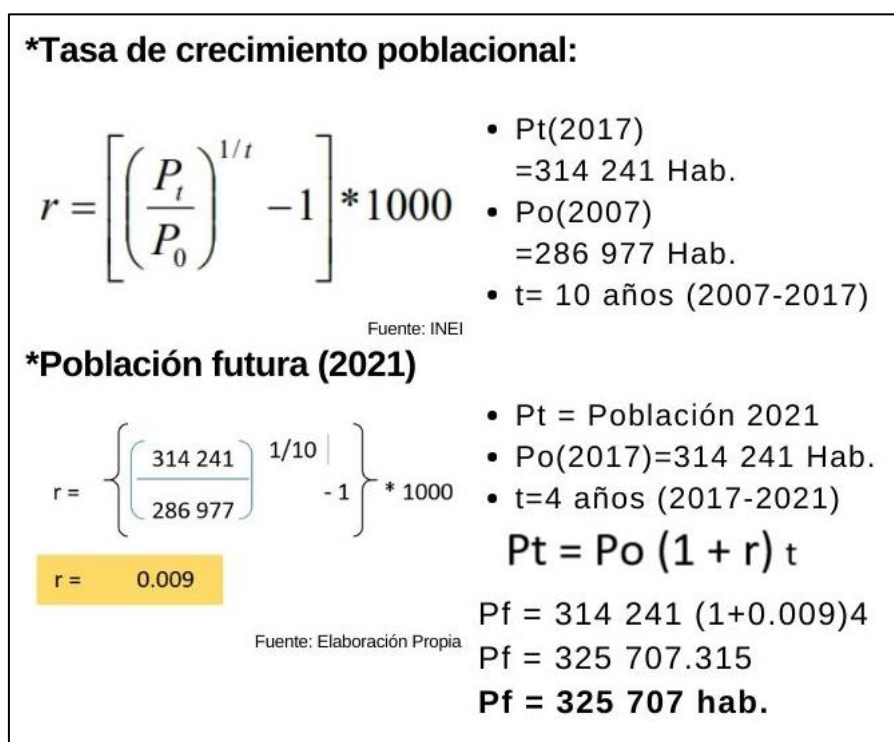 *Tasa de crecimiento poblacional:
r = [(Pt / P0)^1/t − 1] * 1000
• Pt(2017)
=314 241 Hab.
• Po(2007)
=286 977 Hab.
• t= 10 años (2007-2017)
Fuente: INEI
*Población futura (2021)
r = {(314 241 / 286 977) 1/10 - 1} * 1000
r = 0.009
Fuente: Elaboración Propia
• Pt = Población 2021
• Po(2017)=314 241 Hab.
• t=4 años (2017-2021)
Pt = Po (1 + r) t
Pf = 314 241 (1+0.009)4
Pf = 325 707.315
Pf = 325 707 hab.